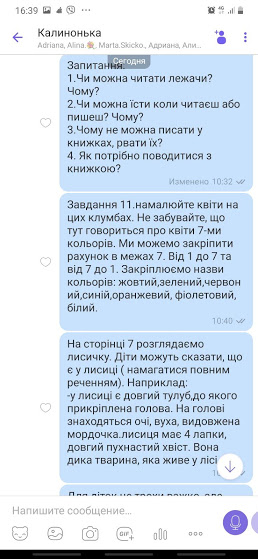 16:39
Калинонька
Adriana, Alina, Marta.Skicko., Адриана, Али...
Сегодня
Запитання:
1.Чи можна читати лежачи?
Чому?
2.Чи можна їсти коли читаєш або
пишеш? Чому?
3.Чому не можна писати у
книжках, рвати їх?
4. Як потрібно поводитися з
книжкою?
Изменено 10:32
Завдання 11.намалюйте квіти на
цих клумбах. Не забувайте, що
тут говориться про квіти 7-ми
кольорів. Ми можемо закріпити
рахунок в межах 7. Від 1 до 7 та
від 7 до 1. Закріплюємо назви
кольорів: жовтий,зелений,червон
ий,синій,оранжевий, фіолетовий,
білий.
10:40
На сторінці 7 розглядаємо
лисичку. Діти можуть сказати, що
є у лисиці ( намагатися повним
реченням). Наприклад:
-у лисиці є довгий тулуб,до якого
прикріплена голова. На голові
знаходяться очі, вуха, видовжена
мордочка.лисиця має 4 лапки,
довгий пухнастий хвіст. Вона
дика тварина, яка живе у лісі
Напишите сообщение...
GIF+